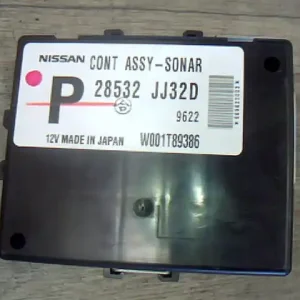 NISSAN CONT ASSY-SONAR
P 28532 JJ32D
9622
12V MADE IN JAPAN W001T89386